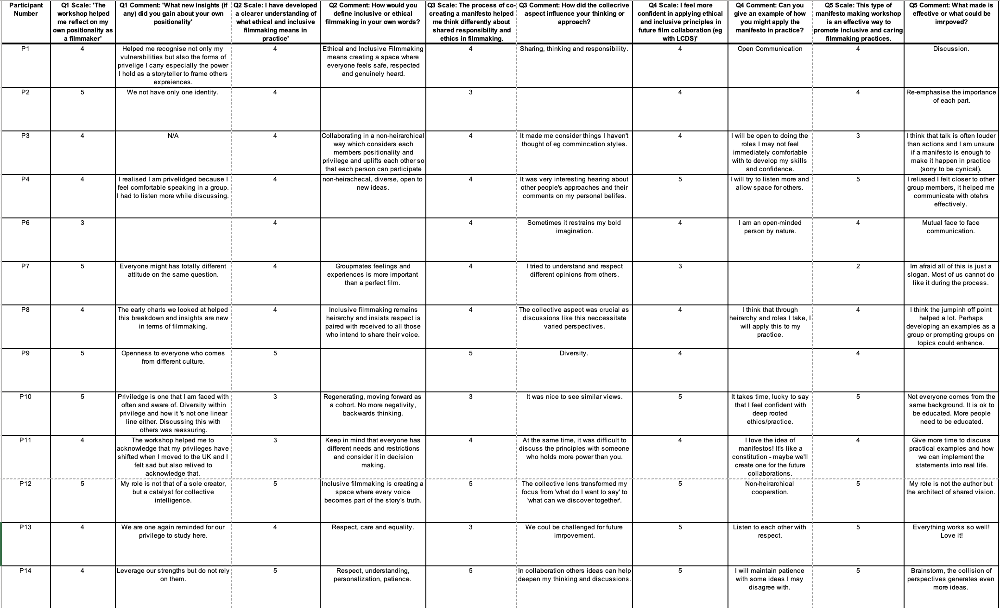 Participant Number
Q1 Scale: 'The workshop helped me reflect on my own positionality as a filmmaker'
Q1 Comment: 'What new insights (if any) did you gain about your own positionality'
Q2 Scale: I have developed a clearer understanding of what ethical and inclusive filmmaking means in practice'
Q2 Comment: How would you define inclusive or ethical filmmaking in your own words?
Q3 Scale: The process of co-creating a manifesto helped me think differently about shared responsibility and ethics in filmmaking.
Q3 Comment: How did the collecrive aspect influence your thinking or approach?
Q4 Scale: I feel more confident in applying ethical and inclusive principles in future film collaboration (eg with LCDS)'
Q4 Comment: Can you give an example of how you might apply the manifesto in practice?
Q5 Scale: This type of manifesto making workshop is an effective way to promote inclusive and caring filmmaking practices.
Q5 Comment: What made is effective or what could be imrpoved?
P1
4
Helped me recognise not only my vulnerabilities but also the forms of privelige I carry especially the power I hold as a storyteller to frame others expreiences.
4
Ethical and Inclusive Filmmaking means creating a space where everyone feels safe, respected and genuinely heard.
4
Sharing, thinking and responsibility.
4
Open Communication
4
Discussion.
P2
5
We not have only one identity.
4
3
4
4
Re-emphasise the importance of each part.
P3
4
N/A
4
Collaborating in a non-heirarchical way which considers each members positionality and privilege and uplifts each other so that each person can participate
4
It made me consider things I haven't thought of eg commincation styles.
4
I will be open to doing the roles I may not feel immediately comfortable with to develop my skills and confidence.
3
I think that talk is often louder than actions and I am unsure if a manifesto is enough to make it happen in practice (sorry to be cynical).
P4
4
I realised I am privelidged because I feel comfortable speaking in a group. I had to listen more while discussing.
4
non-heirachecal, diverse, open to new ideas.
4
It was very interesting hearing about other people's approaches and their comments on my personal belifes.
5
I will try to listen more and allow space for others.
5
I reliased I felt closer to other group members, it helped me communicate with otehrs effectively.
P6
3
4
4
Sometimes it restrains my bold imagination.
4
I am an open-minded person by nature.
4
Mutual face to face communication.
P7
5
Everyone might has totally different attitude on the same question.
4
Groupmates feelings and experiences is more important than a perfect film.
4
I tried to understand and respect different opinions from others.
3
2
Im afraid all of this is just a slogan. Most of us cannot do like it during the process.
P8
4
The early charts we looked at helped this breakdown and insights are new in terms of filmmaking.
4
Inclusive filmmaking remains heirarchy and insists respect is paired with received to all those who intend to share their voice.
4
The collective aspect was crucial as discussions like this neccessitate varied perspectives.
4
I think that through heirarchy and roles I take, I will apply this to my practice.
4
I think the jumpinh off point helped a lot. Perhaps developing an examples as a group or prompting groups on topics could enhance.
P9
5
Openness to everyone who comes from different culture.
5
5
Diversity.
4
4
P10
5
Priviledge is one that I am faced with often and aware of. Diversity within privilege and how it 's not one linear line either. Discussing this with others was reassuring.
3
Regenerating, moving forward as a cohort. No more negativity, backwards thinking.
3
It was nice to see similar views.
5
It takes time, lucky to say that I feel confident with deep rooted ethics/practice.
5
Not everyone comes from the same background. It is ok to be educated. More people need to be educated.
P11
4
The workshop helped me to acknowledge that my privileges have shifted when I moved to the UK and I felt sad but also relived to acknowledge that.
3
Keep in mind that everyone has different needs and restrictions and consider it in decision making.
4
At the same time, it was difficult to discuss the principles with someone who holds more power than you.
4
I love the idea of manifestos! It's like a constitution - maybe we'll create one for the future collaborations.
4
Give more time to discuss practical examples and how we can implement the statements into real life.
P12
5
My role is not that of a sole creator, but a catalyst for collective intelligence.
5
Inclusive filmmaking is creating a space where every voice becomes part of the story's truth.
5
The collective lens transformed my focus from 'what do I want to say' to 'what can we discover together'.
5
Non-heirarchical cooperation.
5
My role is not the author but the architect of shared vision.
P13
4
We are one again reminded for our privilege to study here.
4
Respect, care and equality.
3
We coul be challenged for future imrpovement.
5
Listen to each other with respect.
5
Everything works so well! Love it!
P14
4
Leverage our strengths but do not rely on them.
5
Respect, understanding, personalization, patience.
5
In collaboration others ideas can help deepen my thinking and discussions.
5
I will maintain patience with some ideas I may disagree with.
5
Brainstorm, the collision of perspectives generates even more ideas.